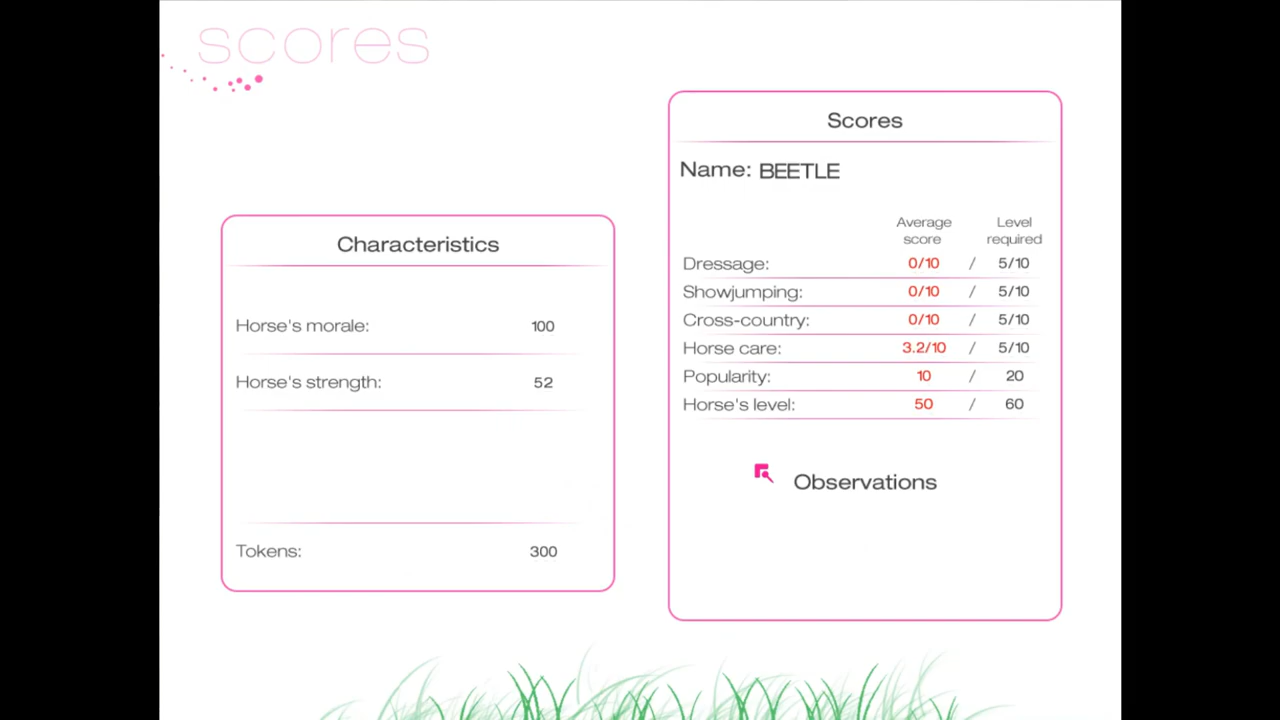 scores
Characteristics
Horse's morale: 100
Horse's strength: 52
Tokens: 300
Scores
Name: BEETLE
Average score Level required
Dressage: 0/10 / 5/10
Showjumping: 0/10 / 5/10
Cross-country: 0/10 / 5/10
Horse care: 3.2/10 / 5/10
Popularity: 10 / 20
Horse's level: 50 / 60
Observations